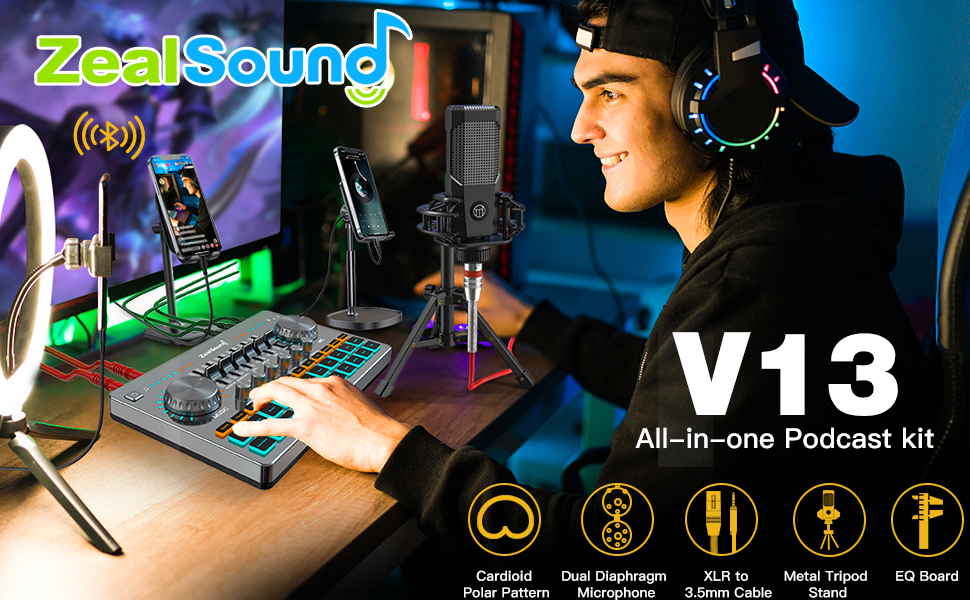 ZealSound
ZealSound
V13
All-in-one Podcast kit
Cardioid
Polar Pattern
Dual Diaphragm
Microphone
XLR to
3.5mm Cable
Metal Tripod
Stand
EQ Board